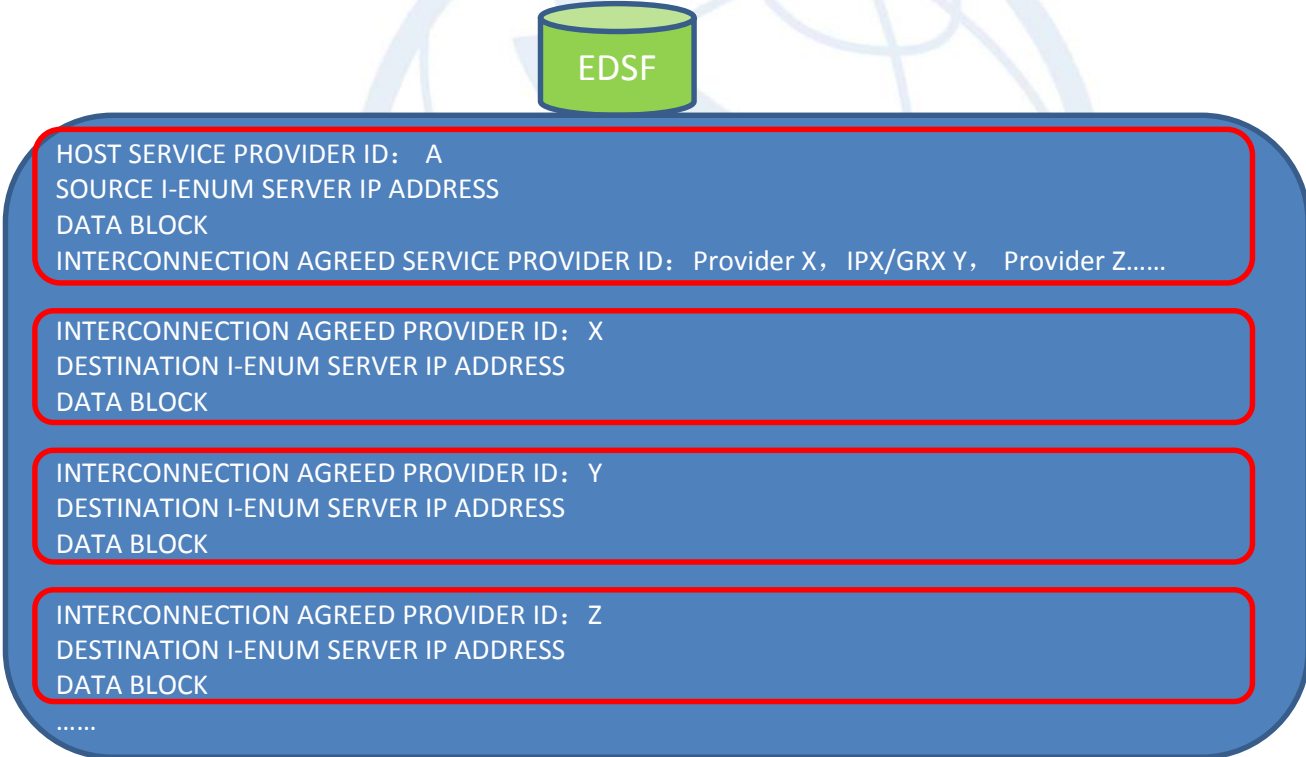 EDSF
HOST SERVICE PROVIDER ID： A
SOURCE I-ENUM SERVER IP ADDRESS
DATA BLOCK
INTERCONNECTION AGREED SERVICE PROVIDER ID：Provider X，IPX/GRX Y， Provider Z……
INTERCONNECTION AGREED PROVIDER ID：X
DESTINATION I-ENUM SERVER IP ADDRESS
DATA BLOCK
INTERCONNECTION AGREED PROVIDER ID：Y
DESTINATION I-ENUM SERVER IP ADDRESS
DATA BLOCK
INTERCONNECTION AGREED PROVIDER ID：Z
DESTINATION I-ENUM SERVER IP ADDRESS
DATA BLOCK
……